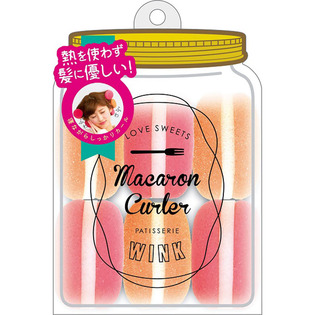 熱を使わず
髪に優しい!
寝ながらしっかりカール
LOVE SWEETS
Macaron
Curler
PATISSERIE
WINK